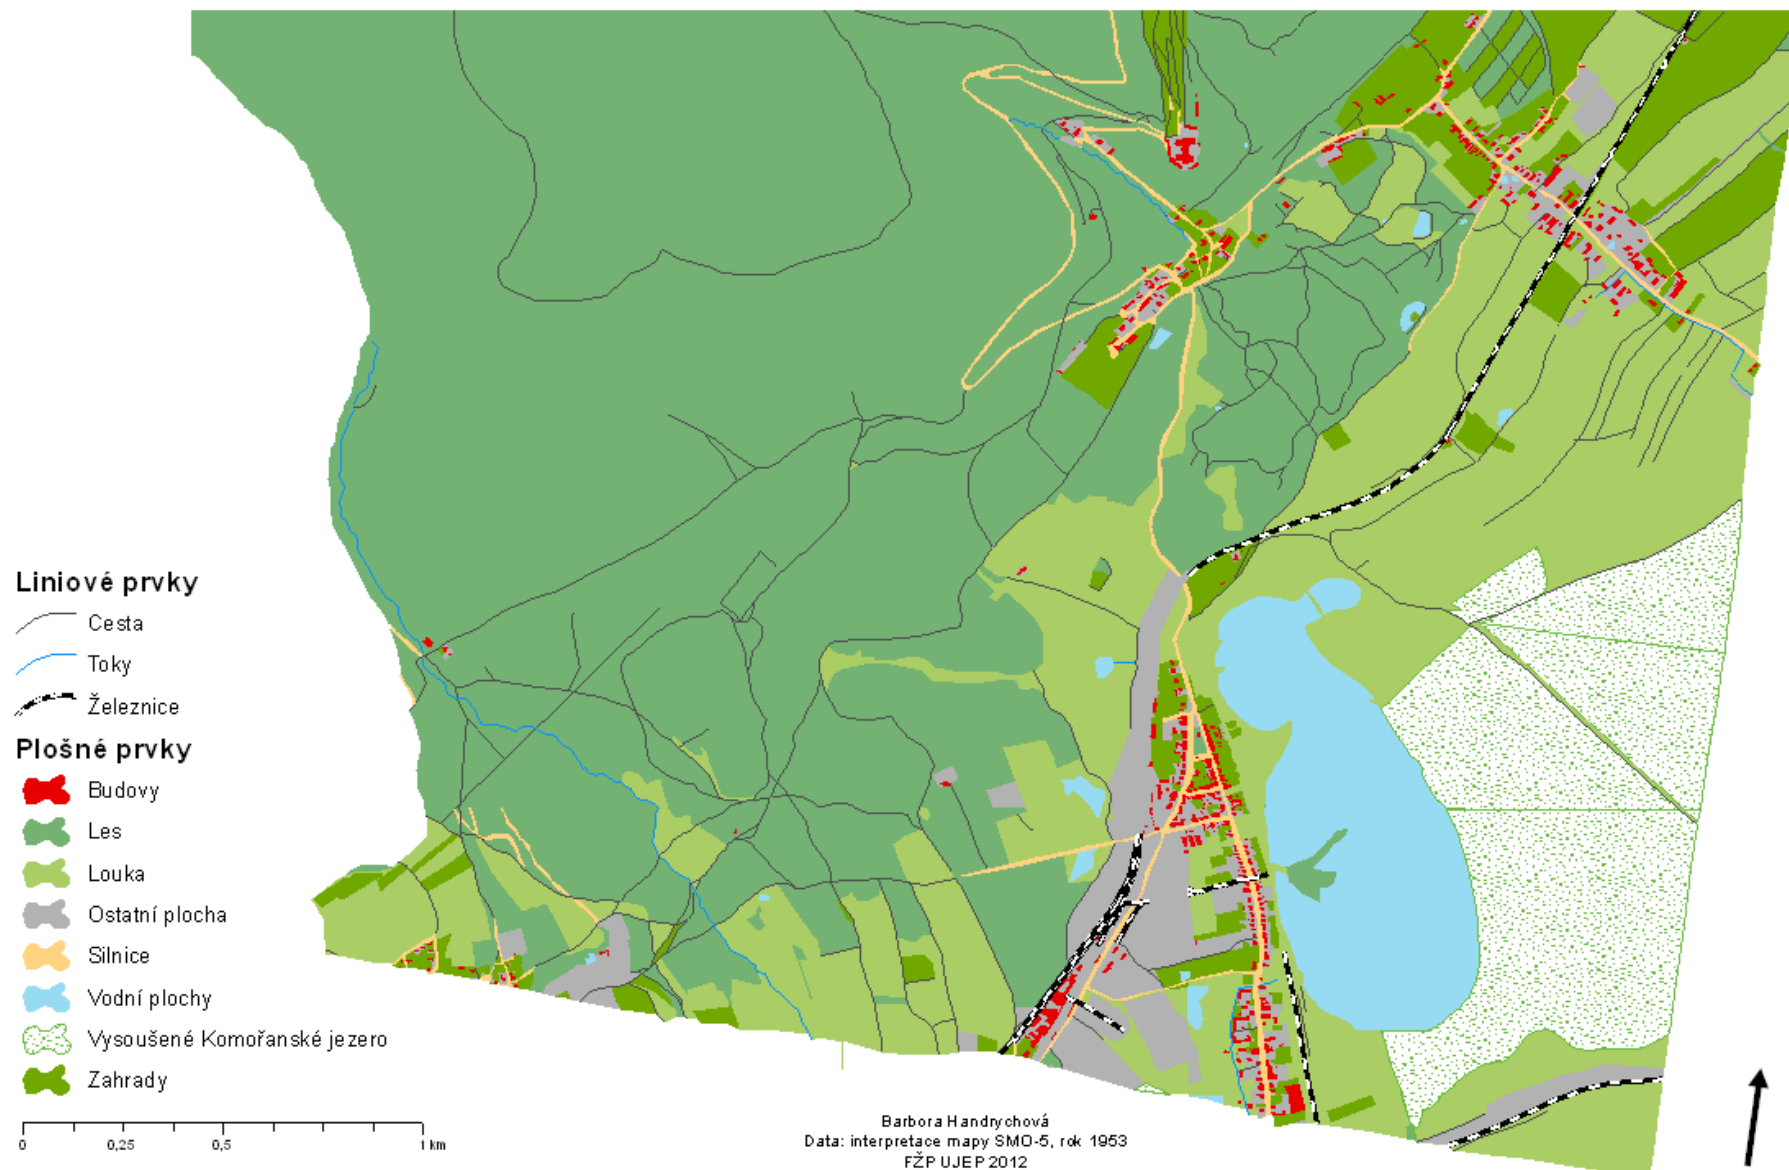 Liniové prvky
Cesta
Toky
Železnice
Plošné prvky
Budovy
Les
Louka
Ostatní plocha
Silnice
Vodní plochy
Vysoušené Komořanské jezero
Zahrady
0 0,25 0,5 1 km
Barbora Handrychová
Data: interpretace mapy SMO-5, rok 1953
FŽP UJEP 2012